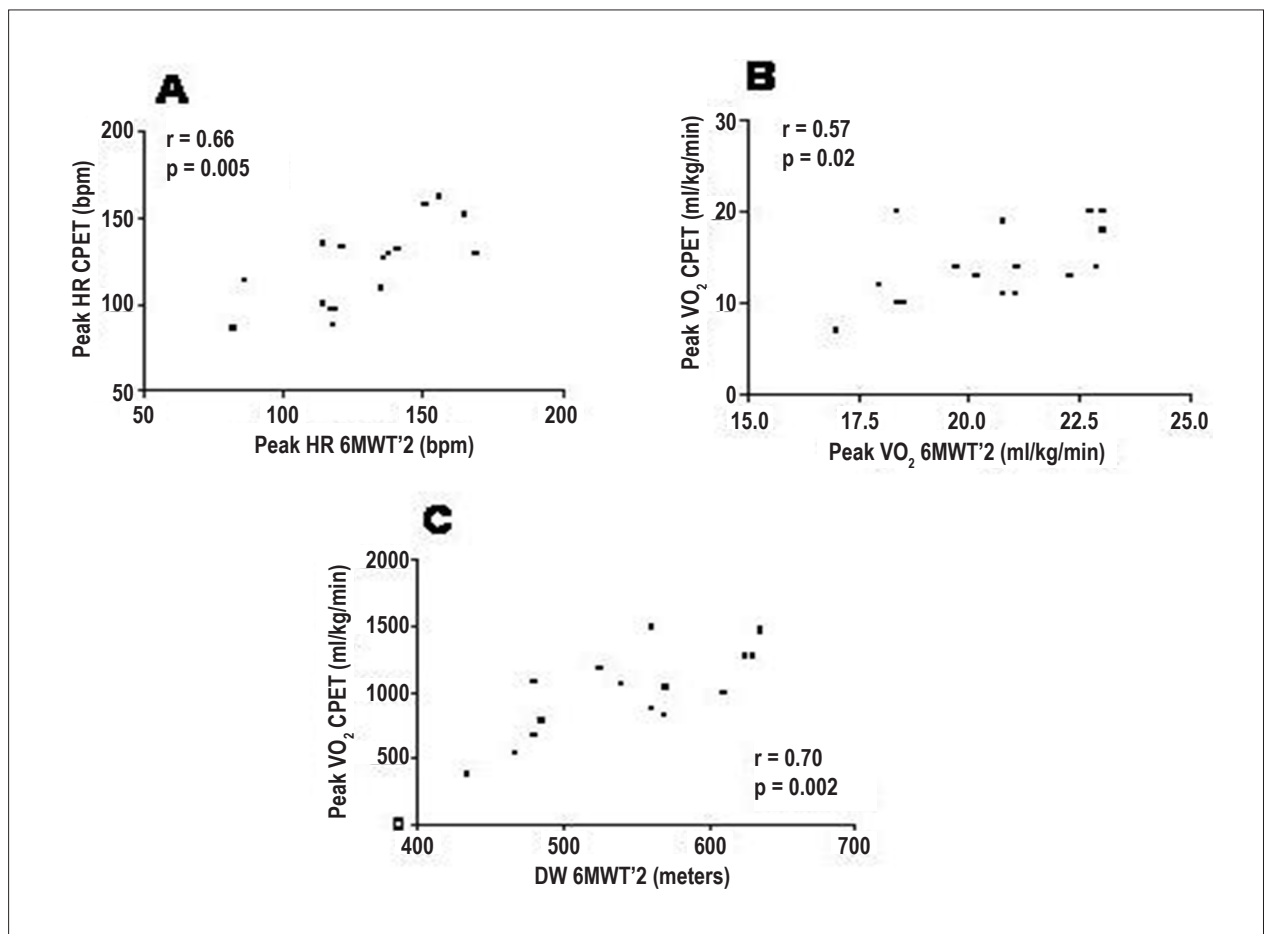 A
200
r = 0.66
p = 0.005
150
100
50
Peak HR CPET (bpm)
50 100 150 200
Peak HR 6MWT'2 (bpm)
B
30
r = 0.57
p = 0.02
20
10
0
Peak VO₂ CPET (ml/kg/min)
15.0 17.5 20.0 22.5 25.0
Peak VO₂ 6MWT'2 (ml/kg/min)
C
2000
1500
1000
500
0
Peak VO₂ CPET (ml/kg/min)
r = 0.70
p = 0.002
400 500 600 700
DW 6MWT'2 (meters)